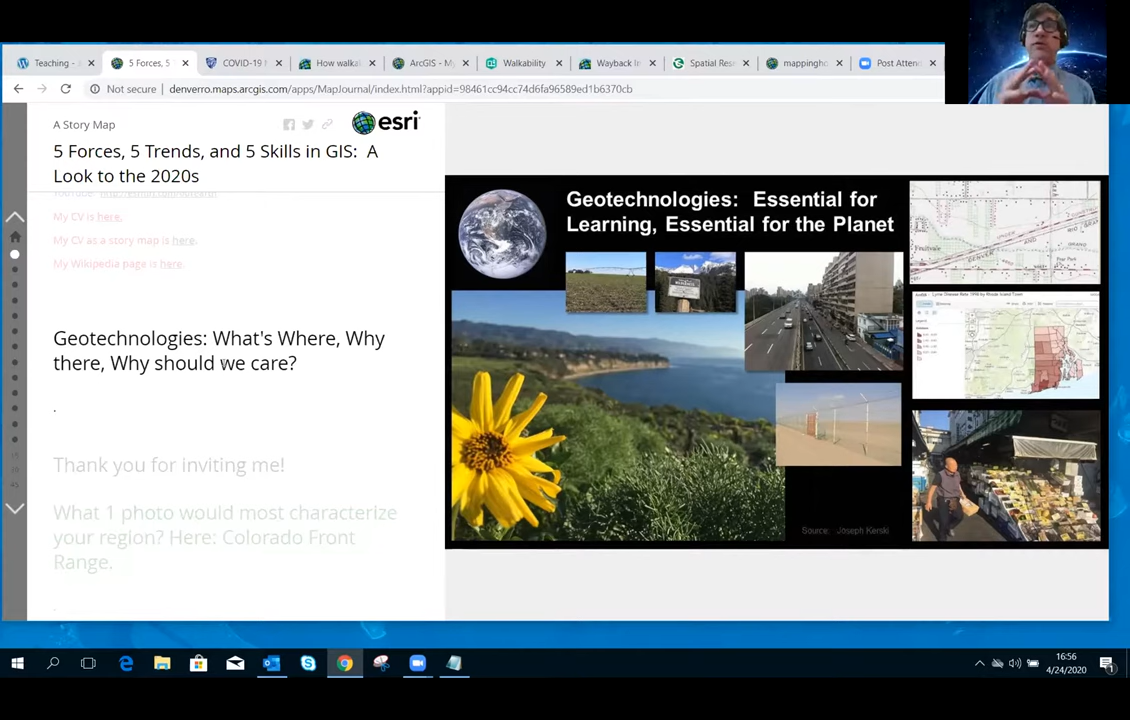 Teaching -
5 Forces, 5
COVID-19
How walka
ArcGIS - My
Walkability
Wayback
Spatial Res
mappingho
Post Atten
Not secure
denverro.maps.arcgis.com/apps/MapJournal/index.html?appid=98461cc94cc74d6fa96589ed1b6370cb
A Story Map
esri
5 Forces, 5 Trends, and 5 Skills in GIS: A
Look to the 2020s
My CV is here.
My CV as a story map is here.
My Wikipedia page is here.
Geotechnologies: What's Where, Why
there, Why should we care?
.
Thank you for inviting me!
What 1 photo would most characterize
your region? Here: Colorado Front
Range.
Geotechnologies: Essential for
Learning, Essential for the Planet
Fruitvale
Source: Joseph Kerski
16:56
4/24/2020